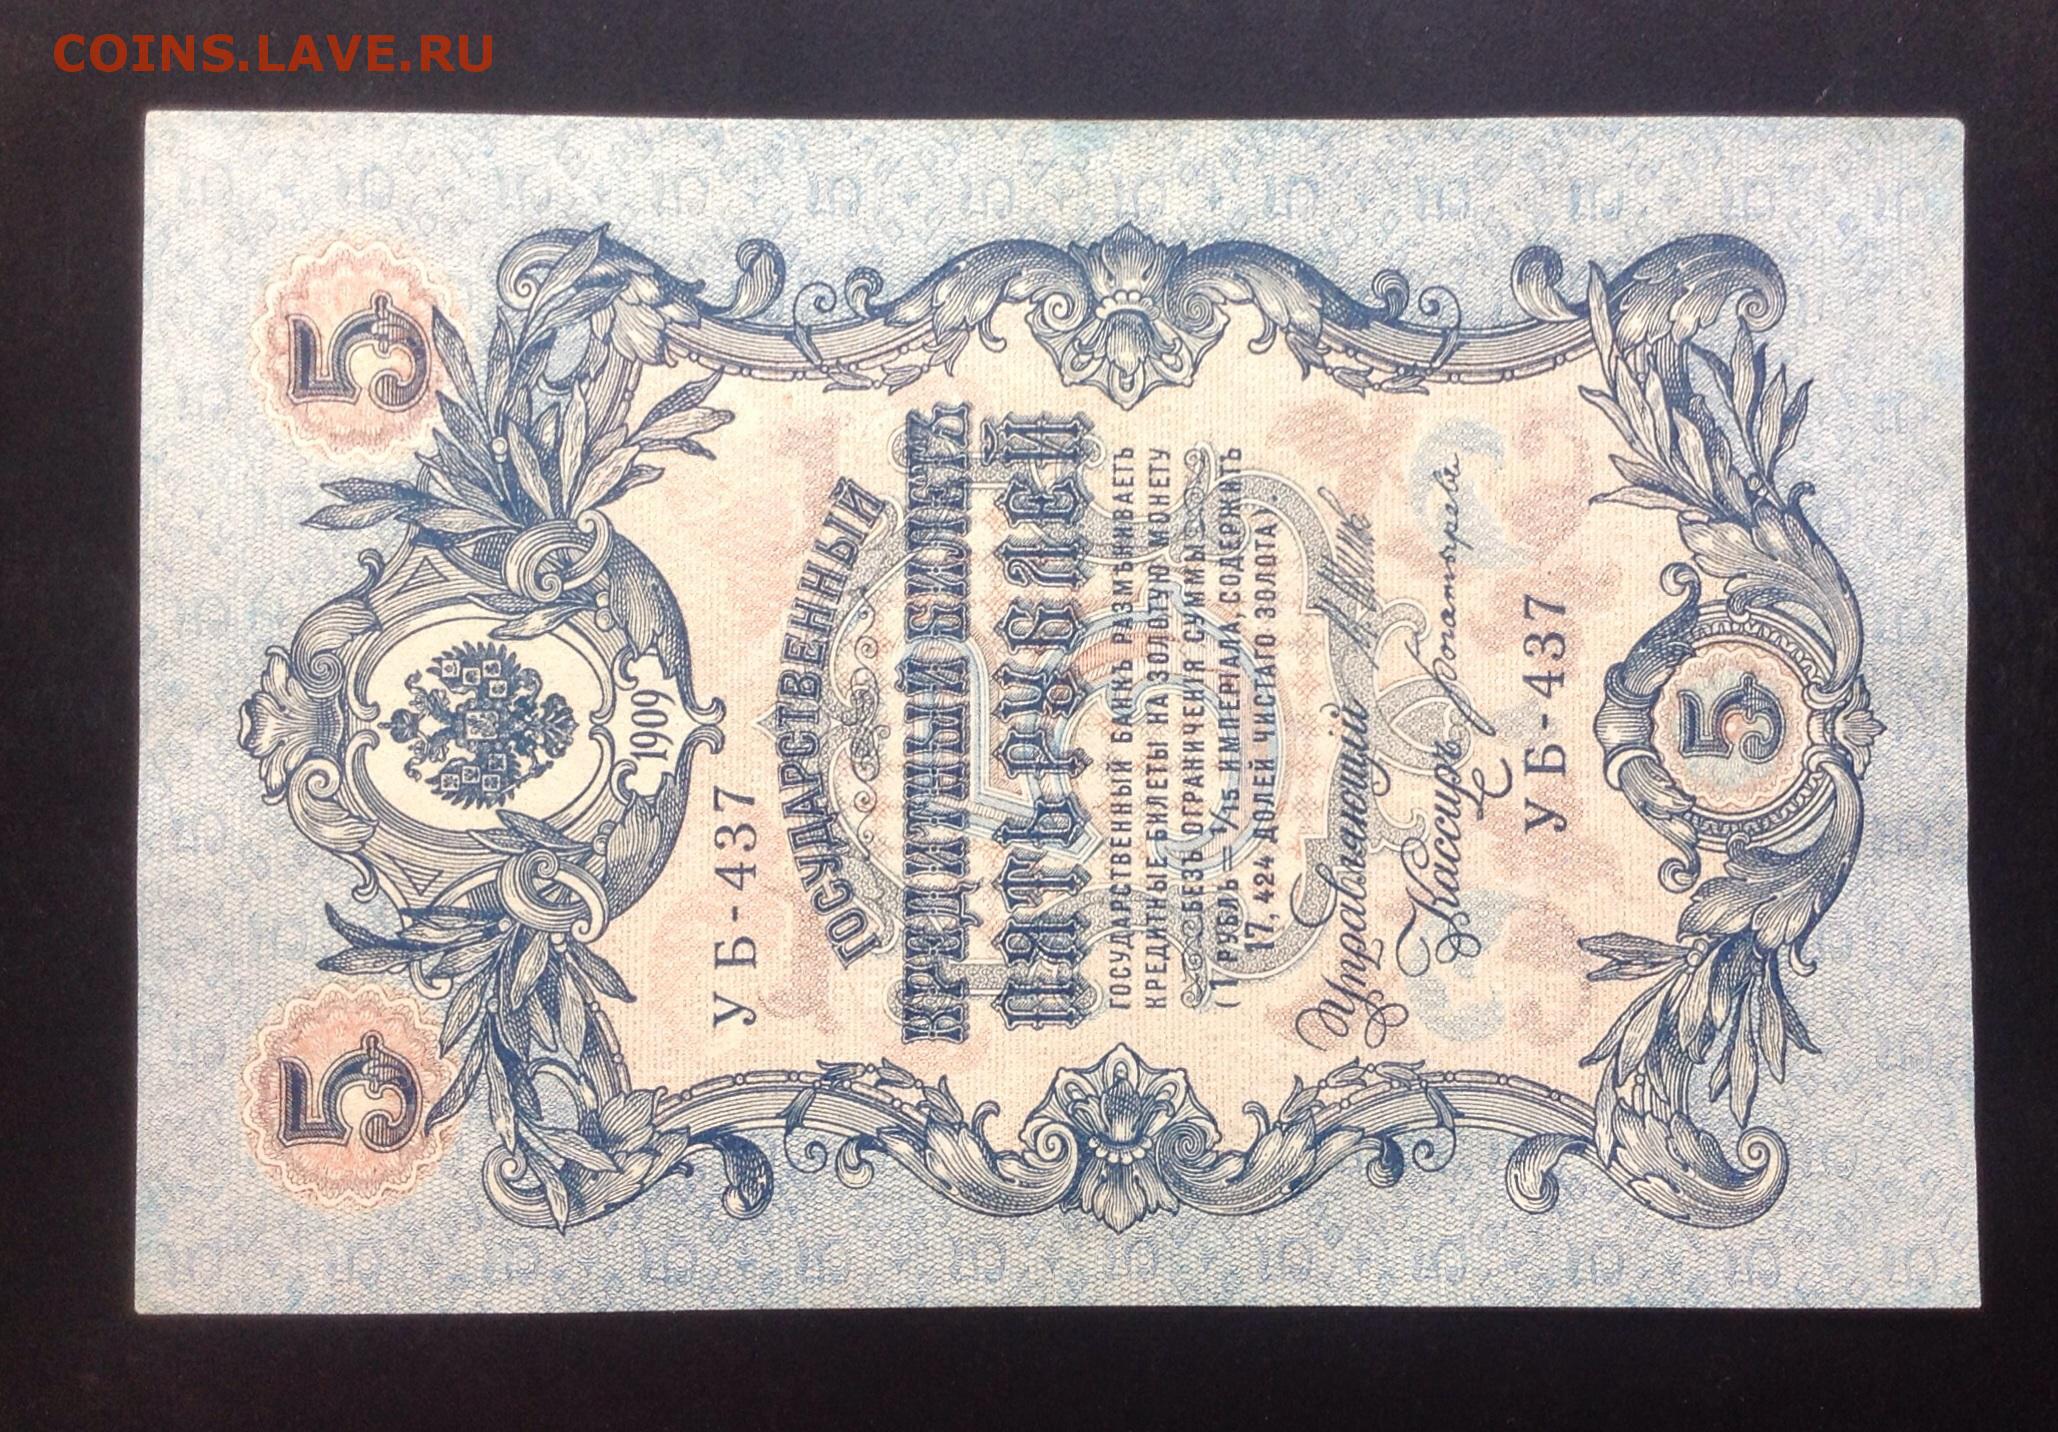 COINS.LAVE.RU
5 5
1909
УБ-437
ГОСУДАРСТВЕННЫЙ
КРЕДИТНЫЙ БИЛЕТЪ
ПЯТЬ РУБЛЕЙ
ГОСУДАРСТВЕННЫЙ БАНКЪ РАЗМѢНИВАЕТЪ
КРЕДИТНЫЕ БИЛЕТЫ НА ЗОЛОТУЮ МОНЕТУ
БЕЗЪ ОГРАНИЧЕНІЯ СУММЫ
(1 РУБЛЬ = 1/15 ИМПЕРІАЛА, СОДЕРЖИТЪ
17, 424 ДОЛЕЙ ЧИСТАГО ЗОЛОТА)
Управляющій
Кассиръ
УБ-437
5